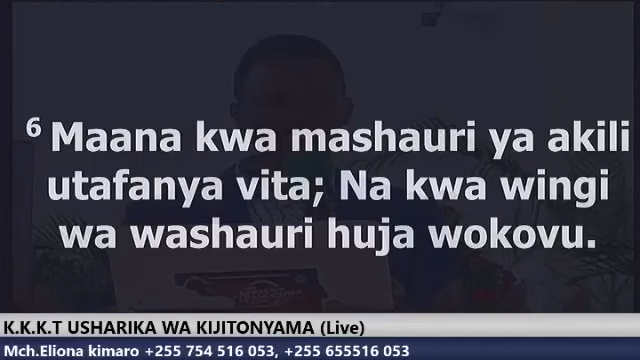 6 Maana kwa mashauri ya akili
utafanya vita; Na kwa wingi
wa washauri huja wokovu.
K.K.K.T USHARIKA WA KIJITONYAMA (Live)
Mch.Eliona kimaro +255 754 516 053, +255 655516 053